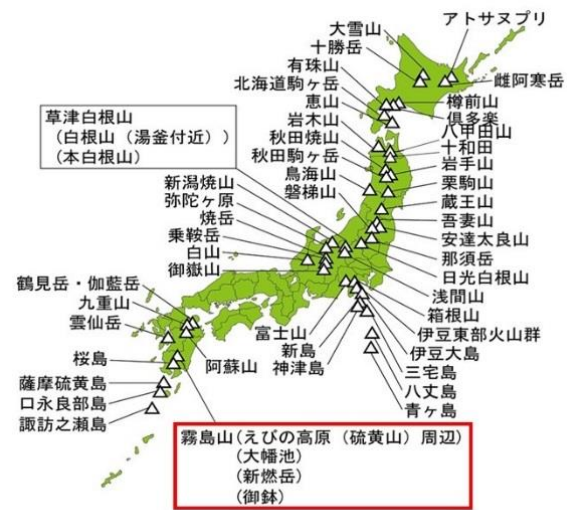 アトサヌプリ
大雪山
十勝岳
有珠山
北海道駒ヶ岳
恵山
岩木山
秋田焼山
秋田駒ヶ岳
鳥海山
磐梯山
雌阿寒岳
樽前山
倶多楽
八甲田山
十和田
岩手山
栗駒山
蔵王山
吾妻山
安達太良山
那須岳
日光白根山
浅間山
箱根山
伊豆東部火山群
伊豆大島
三宅島
八丈島
青ヶ島
草津白根山
(白根山（湯釜付近）)
(本白根山)
新潟焼山
弥陀ヶ原
焼岳
乗鞍岳
白山
御嶽山
富士山
新島
神津島
鶴見岳・伽藍岳
九重山
雲仙岳
阿蘇山
桜島
薩摩硫黄島
口永良部島
諏訪之瀬島
霧島山(えびの高原（硫黄山）周辺)
(大幡池)
(新燃岳)
(御鉢)